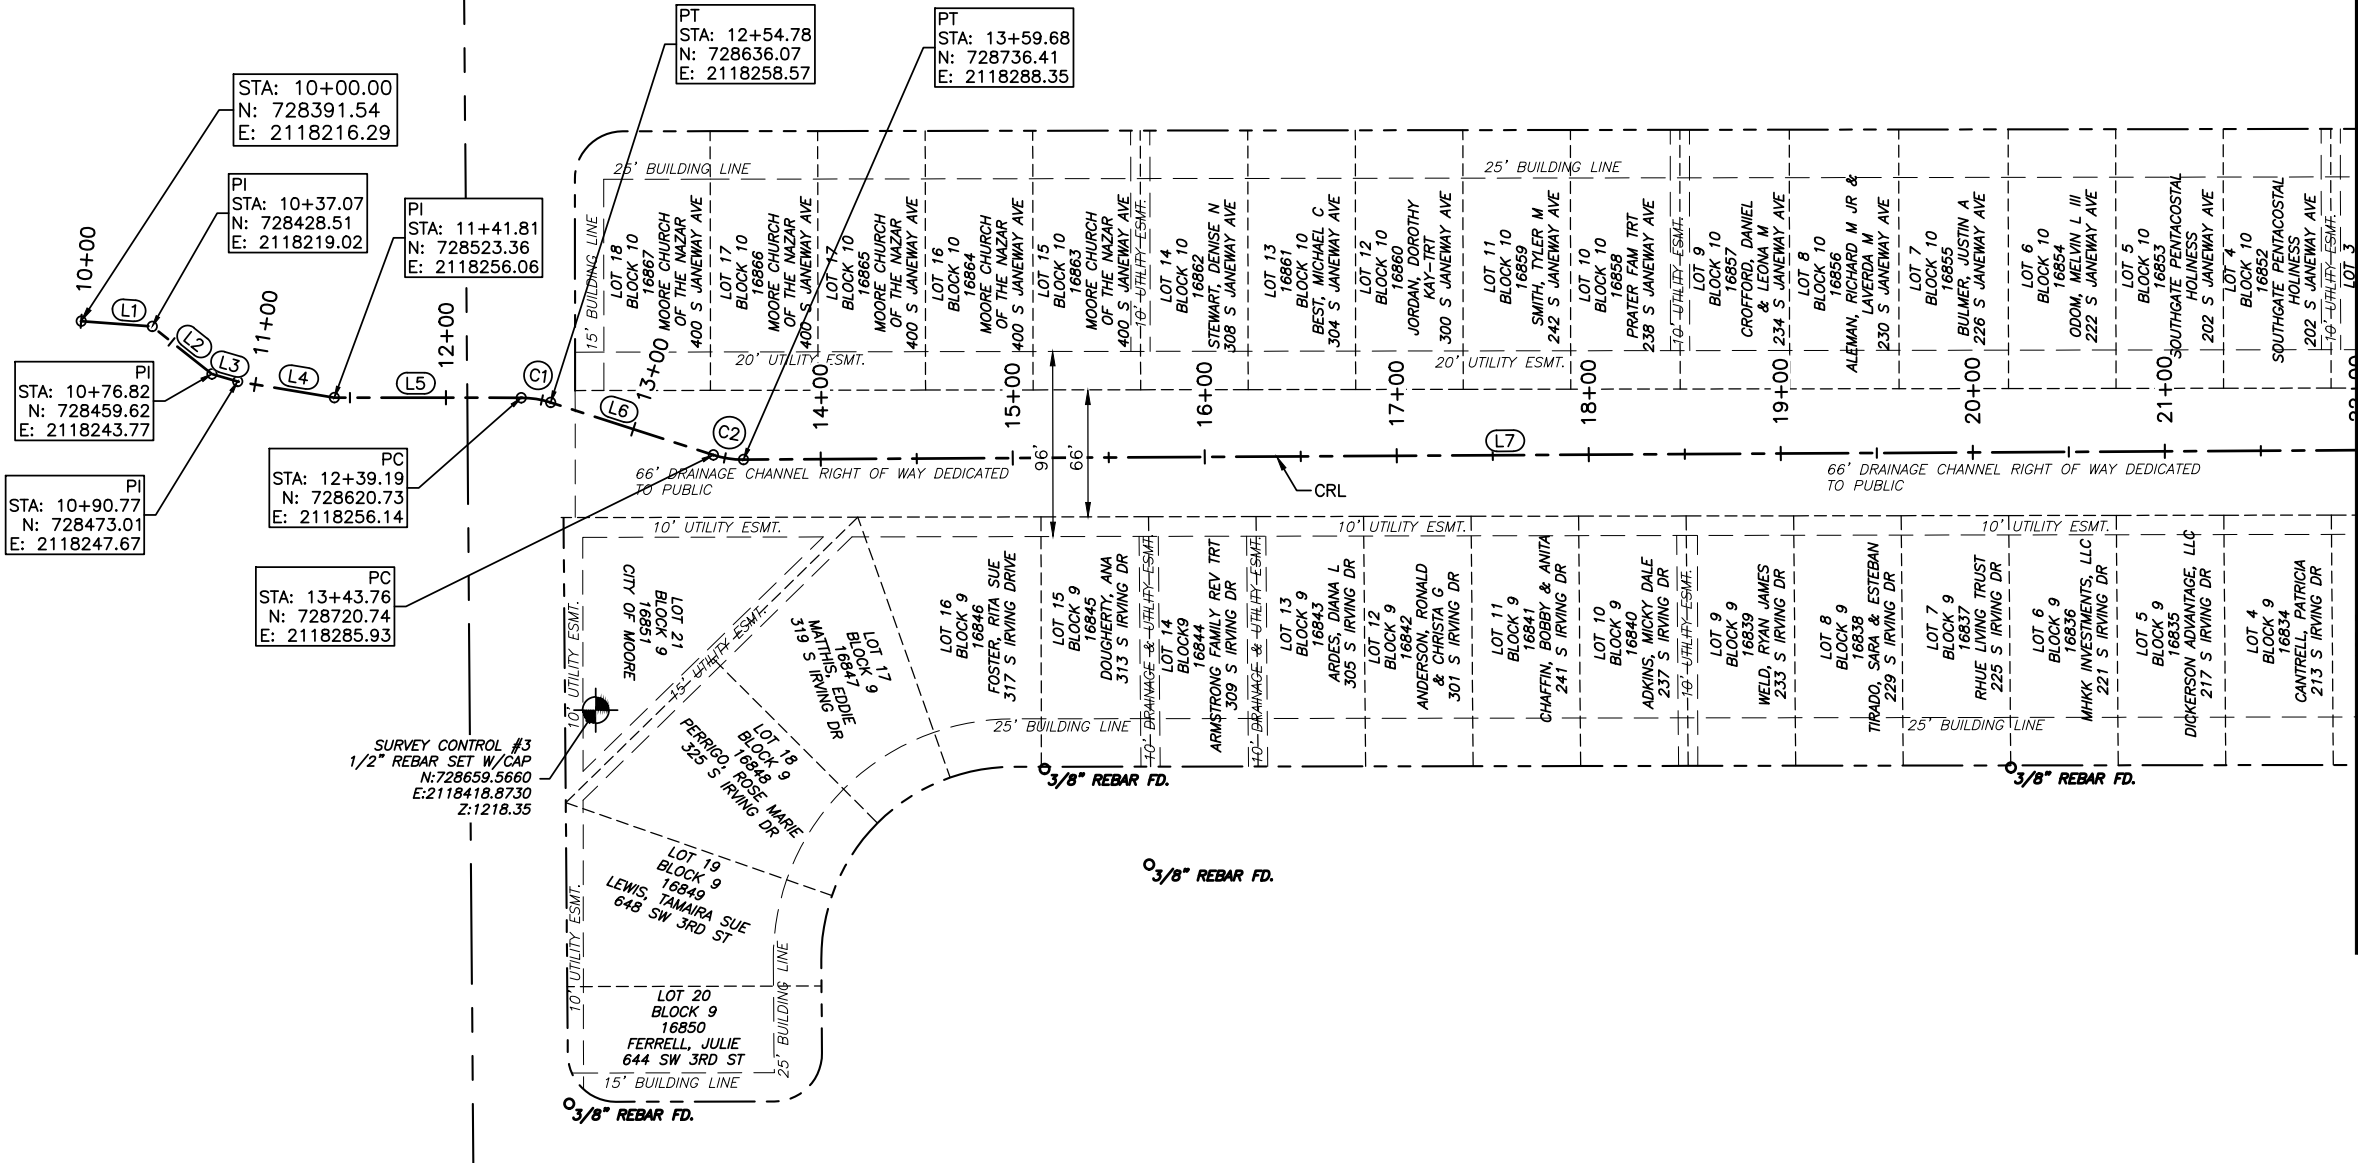 PT
STA: 12+54.78
N: 728636.07
E: 2118258.57
PT
STA: 13+59.68
N: 728736.41
E: 2118288.35
STA: 10+00.00
N: 728391.54
E: 2118216.29
PI
STA: 10+37.07
N: 728428.51
E: 2118219.02
PI
STA: 11+41.81
N: 728523.36
E: 2118256.06
PI
STA: 10+76.82
N: 728459.62
E: 2118243.77
PI
STA: 10+90.77
N: 728473.01
E: 2118247.67
PC
STA: 12+39.19
N: 728620.73
E: 2118256.14
PC
STA: 13+43.76
N: 728720.74
E: 2118285.93
10+00
11+00
12+00
13+00
14+00
15+00
16+00
17+00
18+00
19+00
20+00
21+00
L1
L2
L3
L4
L5
C1
L6
C2
L7
CRL
96'
66'
25' BUILDING LINE
25' BUILDING LINE
15' BUILDING LINE
20' UTILITY ESMT.
20' UTILITY ESMT.
10' UTILITY ESMT.
10' UTILITY ESMT.
10' UTILITY ESMT.
LOT 18
BLOCK 10
16867
MOORE CHURCH
OF THE NAZAR
400 S JANEWAY AVE
LOT 17
BLOCK 10
16866
MOORE CHURCH
OF THE NAZAR
400 S JANEWAY AVE
LOT 17
BLOCK 10
16865
MOORE CHURCH
OF THE NAZAR
400 S JANEWAY AVE
LOT 16
BLOCK 10
16864
MOORE CHURCH
OF THE NAZAR
400 S JANEWAY AVE
LOT 15
BLOCK 10
16863
MOORE CHURCH
OF THE NAZAR
400 S JANEWAY AVE
LOT 14
BLOCK 10
16862
STEWART, DENISE N
308 S JANEWAY AVE
LOT 13
BLOCK 10
16861
BEST, MICHAEL C
304 S JANEWAY AVE
LOT 12
BLOCK 10
16860
JORDAN, DOROTHY
KAY-TRT
300 S JANEWAY AVE
LOT 11
BLOCK 10
16859
SMITH, TYLER M
242 S JANEWAY AVE
LOT 10
BLOCK 10
16858
PRATER FAM TRT
238 S JANEWAY AVE
LOT 9
BLOCK 10
16857
CROFFORD, DANIEL
& LEONA M
234 S JANEWAY AVE
LOT 8
BLOCK 10
16856
ALEMAN, RICHARD M JR &
LAVERDA M
230 S JANEWAY AVE
LOT 7
BLOCK 10
16855
BULMER, JUSTIN A
226 S JANEWAY AVE
LOT 6
BLOCK 10
16854
ODOM, MELVIN L III
222 S JANEWAY AVE
LOT 5
BLOCK 10
16853
SOUTHGATE PENTACOSTAL
HOLINESS
202 S JANEWAY AVE
LOT 4
BLOCK 10
16852
SOUTHGATE PENTACOSTAL
HOLINESS
202 S JANEWAY AVE
LOT 3
66' DRAINAGE CHANNEL RIGHT OF WAY DEDICATED
TO PUBLIC
66' DRAINAGE CHANNEL RIGHT OF WAY DEDICATED
TO PUBLIC
10' UTILITY ESMT.
10' UTILITY ESMT.
10' UTILITY ESMT.
LOT 21
BLOCK 9
16851
CITY OF MOORE
10' UTILITY ESMT.
15' UTILITY ESMT.
LOT 17
BLOCK 9
16847
MATTHIS, EDDIE
319 S IRVING DR
LOT 18
BLOCK 9
16848
PERRIGO, ROSE MARIE
325 S IRVING DR
LOT 19
BLOCK 9
16849
LEWIS, TAMAIRA SUE
648 SW 3RD ST
LOT 20
BLOCK 9
16850
FERRELL, JULIE
644 SW 3RD ST
10' UTILITY ESMT.
15' BUILDING LINE
25' BUILDING LINE
25' BUILDING LINE
25' BUILDING LINE
LOT 16
BLOCK 9
16846
FOSTER, RITA SUE
317 S IRVING DRIVE
LOT 15
BLOCK 9
16845
DOUGHERTY, ANA
313 S IRVING DR
10' DRAINAGE & UTILITY ESMT.
LOT 14
BLOCK9
16844
ARMSTRONG FAMILY REV TRT
309 S IRVING DR
10' DRAINAGE & UTILITY ESMT.
LOT 13
BLOCK 9
16843
ARDES, DIANA L
305 S IRVING DR
LOT 12
BLOCK 9
16842
ANDERSON, RONALD
& CHRISTA G
301 S IRVING DR
LOT 11
BLOCK 9
16841
CHAFFIN, BOBBY & ANITA
241 S IRVING DR
LOT 10
BLOCK 9
16840
ADKINS, MICKY DALE
237 S IRVING DR
10' UTILITY ESMT.
LOT 9
BLOCK 9
16839
WELD, RYAN JAMES
233 S IRVING DR
LOT 8
BLOCK 9
16838
TIRADO, SARA & ESTEBAN
229 S IRVING DR
LOT 7
BLOCK 9
16837
RHUE LIVING TRUST
225 S IRVING DR
LOT 6
BLOCK 9
16836
MHKK INVESTMENTS, LLC
221 S IRVING DR
LOT 5
BLOCK 9
16835
DICKERSON ADVANTAGE, LLC
217 S IRVING DR
LOT 4
BLOCK 9
16834
CANTRELL, PATRICIA
213 S IRVING DR
SURVEY CONTROL #3
1/2" REBAR SET W/CAP
N:728659.5660
E:2118418.8730
Z:1218.35
3/8" REBAR FD.
3/8" REBAR FD.
3/8" REBAR FD.
3/8" REBAR FD.